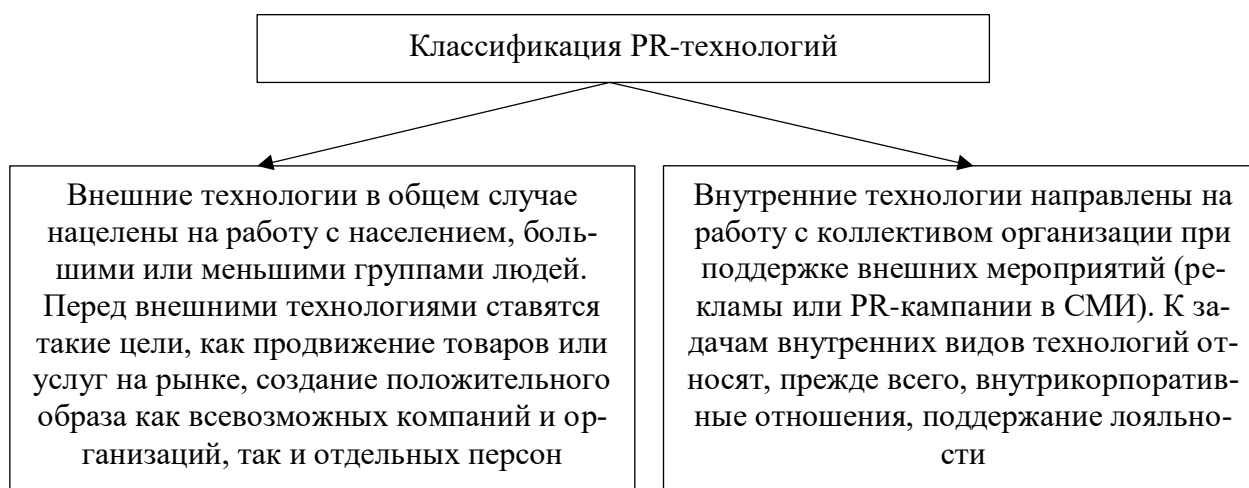 Классификация PR-технологий
Внешние технологии в общем случае
нацелены на работу с населением, боль-
шими или меньшими группами людей.
Перед внешними технологиями ставятся
такие цели, как продвижение товаров или
услуг на рынке, создание положительного
образа как всевозможных компаний и ор-
ганизаций, так и отдельных персон
Внутренние технологии направлены на
работу с коллективом организации при
поддержке внешних мероприятий (ре-
кламы или PR-кампании в СМИ). К за-
дачам внутренних видов технологий от-
носят, прежде всего, внутрикорпоратив-
ные отношения, поддержание лояльно-
сти